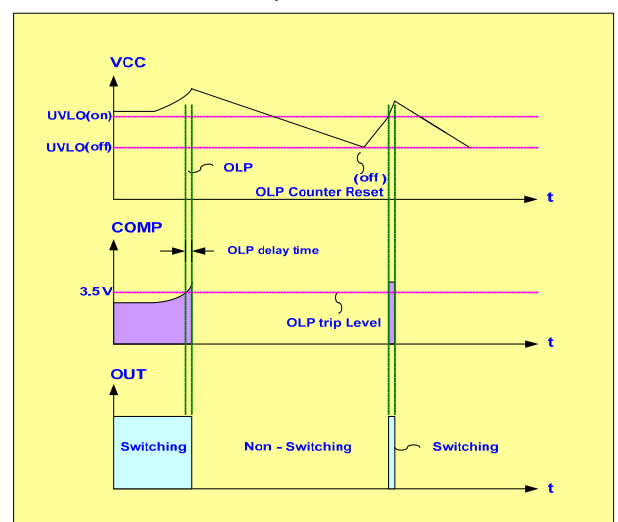 VCC
UVLO(on)
UVLO(off)
OLP
(off)
OLP Counter Reset
t
COMP
OLP delay time
3.5 V
OLP trip Level
t
OUT
Switching
Non - Switching
Switching
t